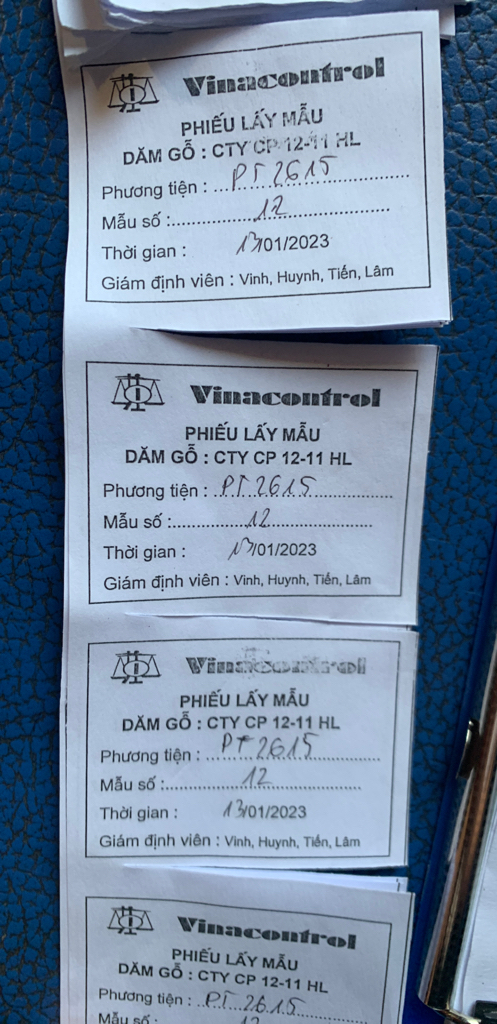 Vinacontrol
PHIẾU LẤY MẪU
DĂM GỖ : CTY CP 12-11 HL
Phương tiện : PT 2615
Mẫu số : 12
Thời gian : 13/01/2023
Giám định viên : Vinh, Huynh, Tiến, Lâm
Vinacontrol
PHIẾU LẤY MẪU
DĂM GỖ : CTY CP 12-11 HL
Phương tiện : PT 2615
Mẫu số : 12
Thời gian : 13/01/2023
Giám định viên : Vinh, Huynh, Tiến, Lâm
Vinacontrol
PHIẾU LẤY MẪU
DĂM GỖ : CTY CP 12-11 HL
Phương tiện : PT 2615
Mẫu số : 12
Thời gian : 13/01/2023
Giám định viên : Vinh, Huynh, Tiến, Lâm
Vinacontrol
PHIẾU LẤY MẪU
DĂM GỖ : CTY CP 12-11 HL
Phương tiện : PT 2615
Mẫu số : 12